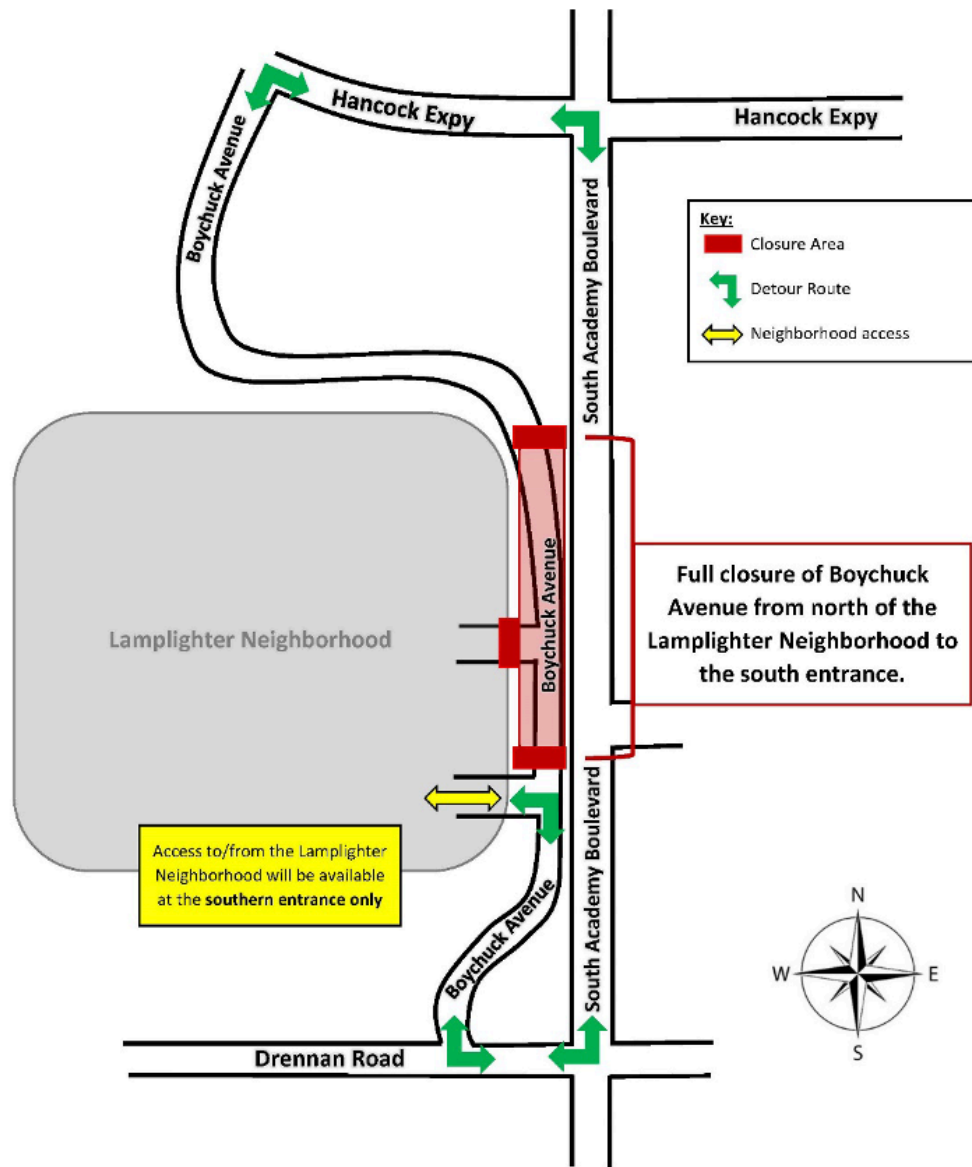 Hancock Expy
Hancock Expy
Boychuck Avenue
South Academy Boulevard
Key:
Closure Area
Detour Route
Neighborhood access
Lamplighter Neighborhood
Boychuck Avenue
Full closure of Boychuck
Avenue from north of the
Lamplighter Neighborhood to
the south entrance.
Access to/from the Lamplighter
Neighborhood will be available
at the southern entrance only
Boychuck Avenue
South Academy Boulevard
N
W
E
S
Drennan Road